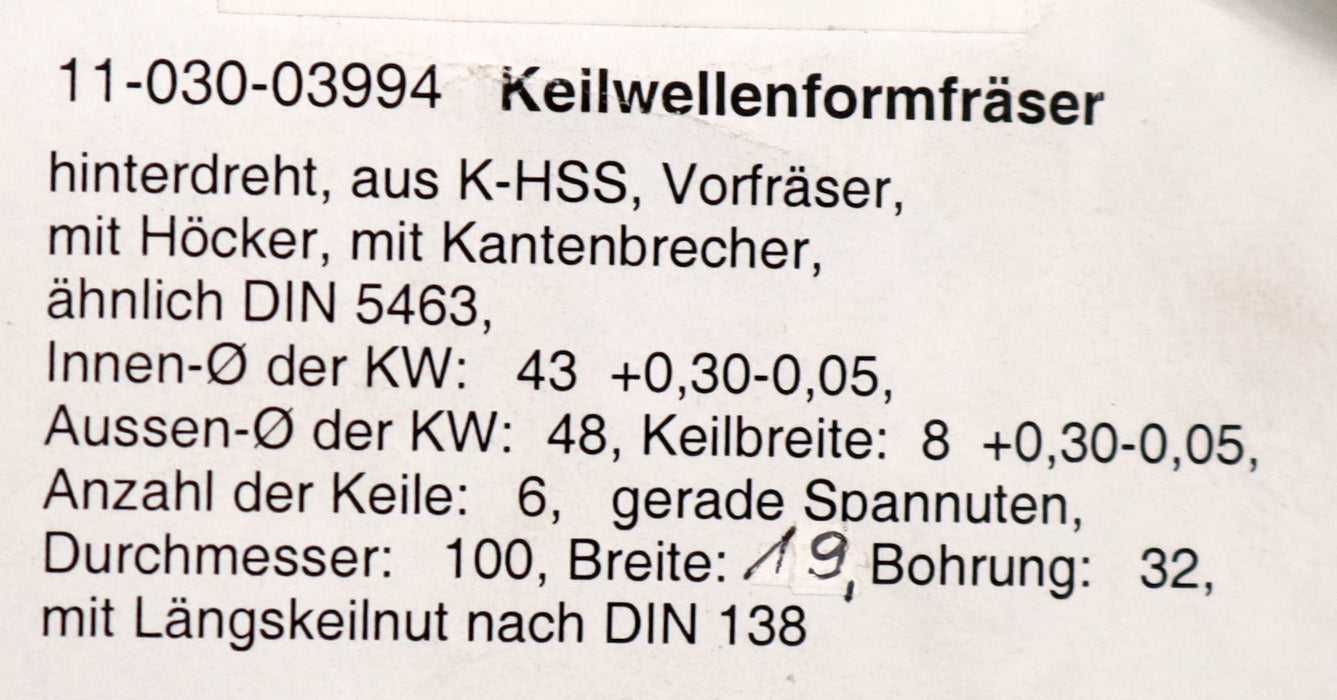 11-030-03994 Keilwellenformfräser
hinterdreht, aus K-HSS, Vorfräser,
mit Höcker, mit Kantenbrecher,
ähnlich DIN 5463,
Innen-Ø der KW: 43 +0,30-0,05,
Aussen-Ø der KW: 48, Keilbreite: 8 +0,30-0,05,
Anzahl der Keile: 6, gerade Spannuten,
Durchmesser: 100, Breite: 19, Bohrung: 32,
mit Längskeilnut nach DIN 138